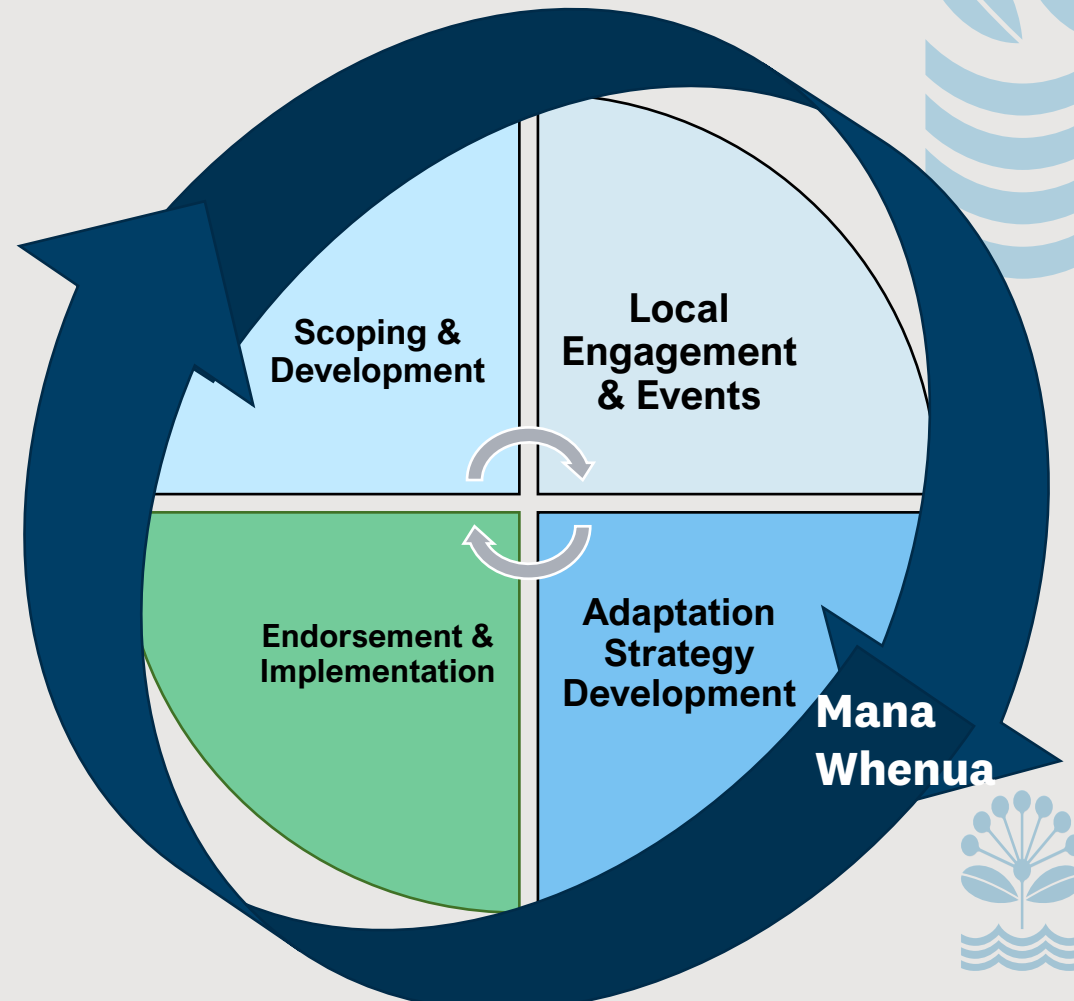 Scoping &
Development
Local
Engagement
& Events
Endorsement &
Implementation
Adaptation
Strategy
Development
Mana
Whenua